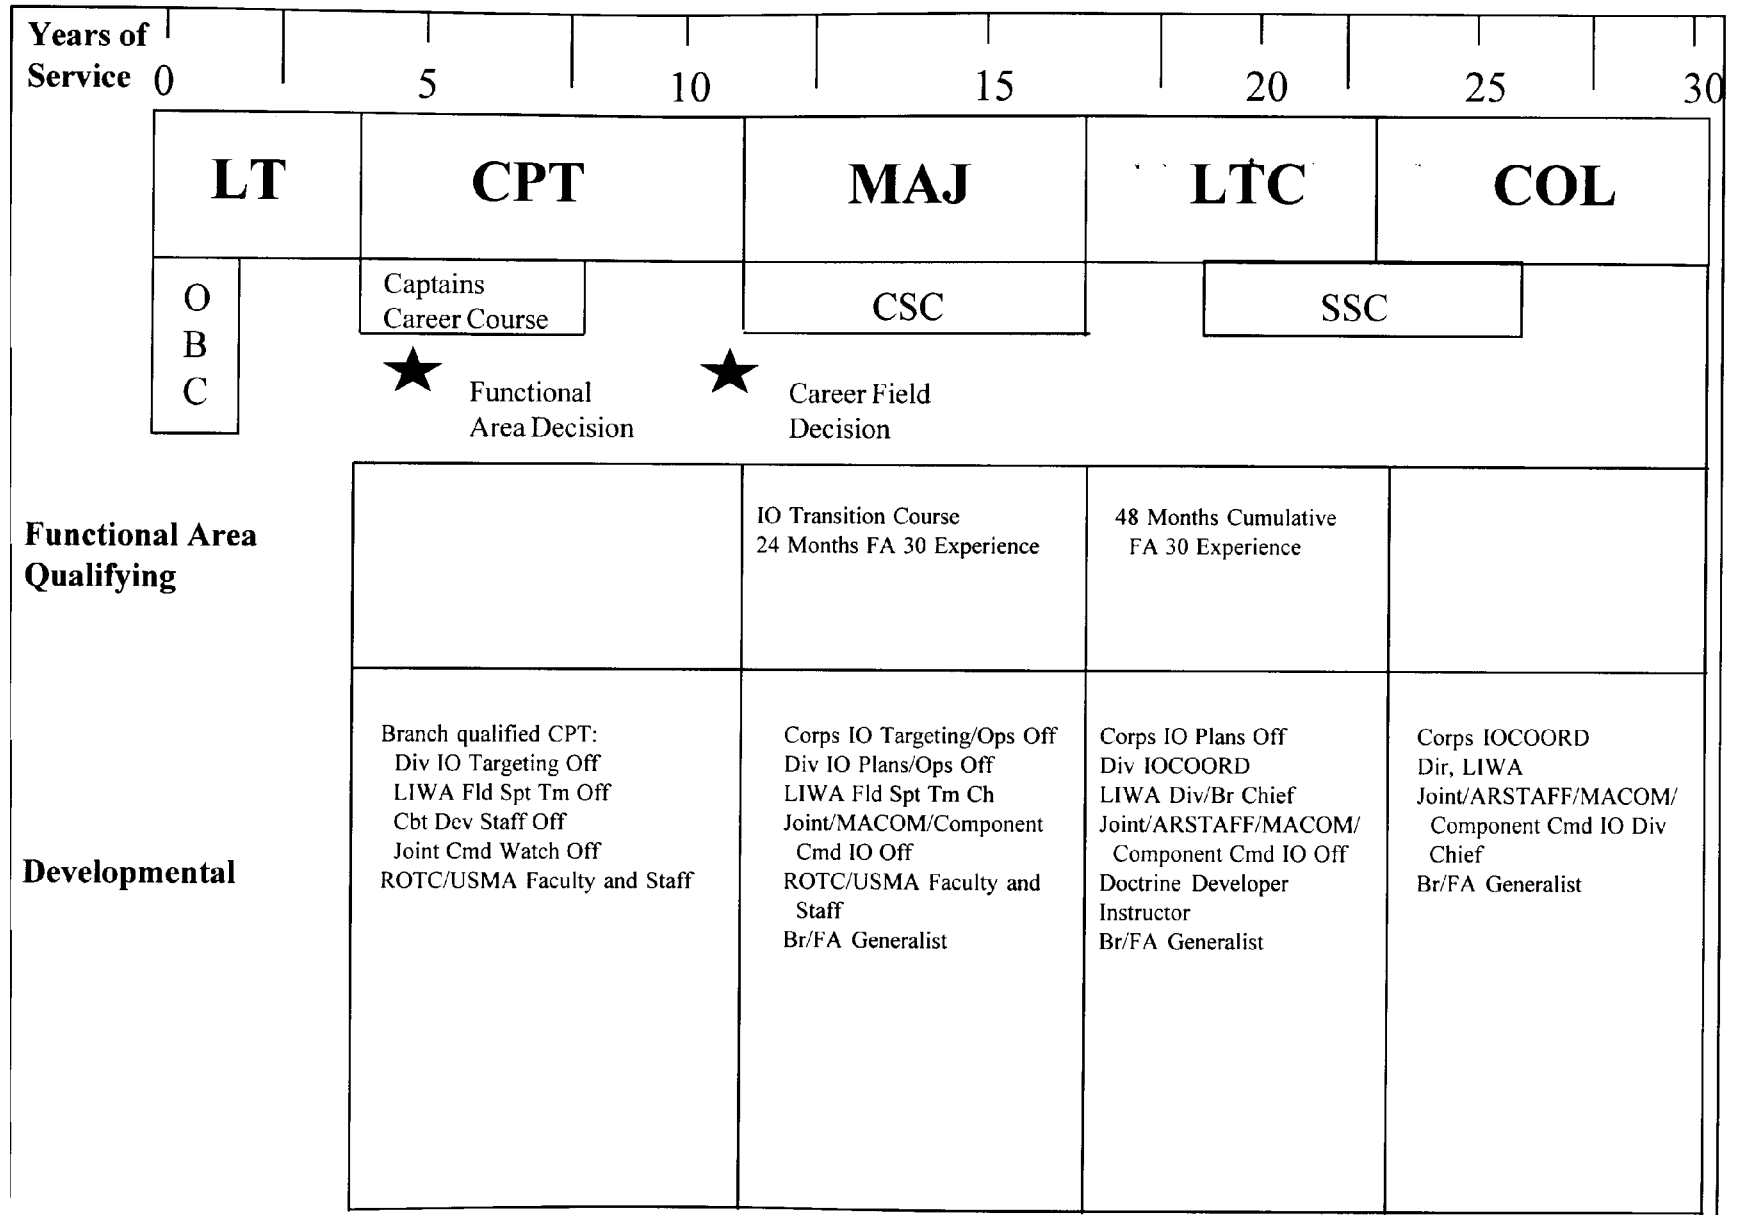 Years of
Service 0 5 10 15 20 25 30
LT CPT MAJ LTC COL
O
B
C
Captains
Career Course
CSC
SSC
Functional
Area Decision
Career Field
Decision
Functional Area
Qualifying
IO Transition Course
24 Months FA 30 Experience
48 Months Cumulative
FA 30 Experience
Developmental
Branch qualified CPT:
Div IO Targeting Off
LIWA Fld Spt Tm Off
Cbt Dev Staff Off
Joint Cmd Watch Off
ROTC/USMA Faculty and Staff
Corps IO Targeting/Ops Off
Div IO Plans/Ops Off
LIWA Fld Spt Tm Ch
Joint/MACOM/Component
Cmd IO Off
ROTC/USMA Faculty and
Staff
Br/FA Generalist
Corps IO Plans Off
Div IOCOORD
LIWA Div/Br Chief
Joint/ARSTAFF/MACOM/
Component Cmd IO Off
Doctrine Developer
Instructor
Br/FA Generalist
Corps IOCOORD
Dir, LIWA
Joint/ARSTAFF/MACOM/
Component Cmd IO Div
Chief
Br/FA Generalist